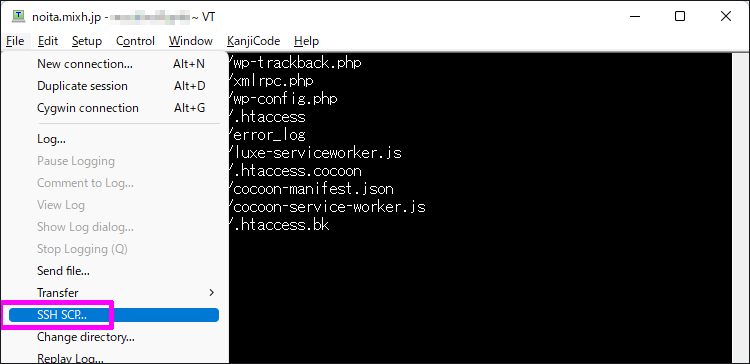 noita.mixh.jp - ~ VT
File Edit Setup Control Window KanjiCode Help
New connection... Alt+N
Duplicate session Alt+D
Cygwin connection Alt+G
Log...
Pause Logging
Comment to Log...
View Log
Show Log dialog...
Stop Logging (Q)
Send file...
Transfer
SSH SCP...
Change directory...
Replay Log...
/wp-trackback.php
/xmlrpc.php
/wp-config.php
/.htaccess
/error_log
/luxe-serviceworker.js
/.htaccess.cocoon
/cocoon-manifest.json
/cocoon-service-worker.js
/.htaccess.bk